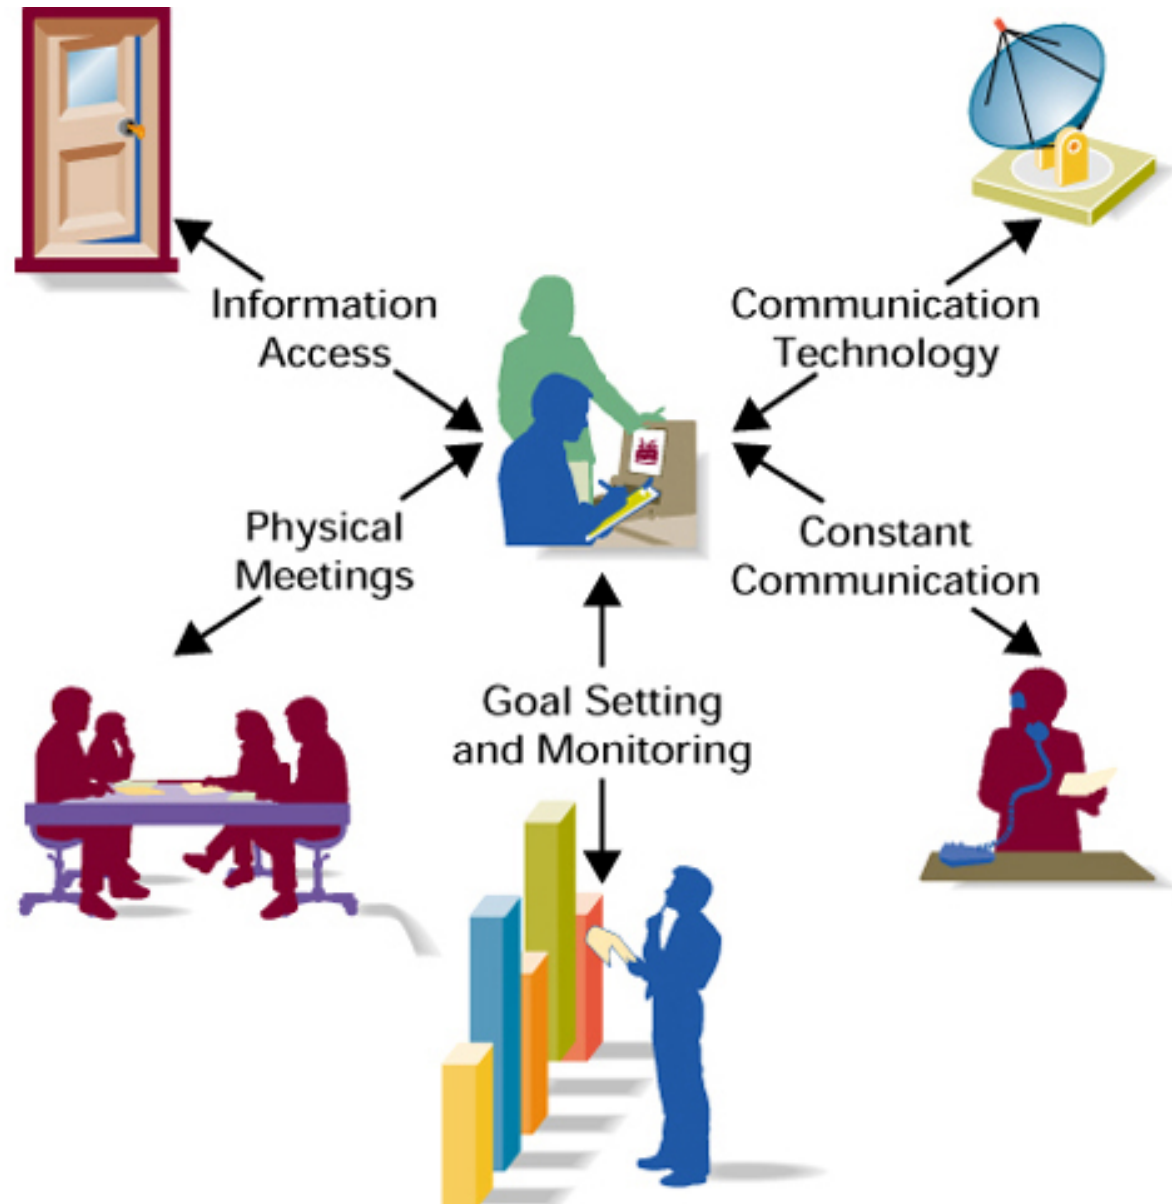 Information
Access
Communication
Technology
Physical
Meetings
Constant
Communication
Goal Setting
and Monitoring